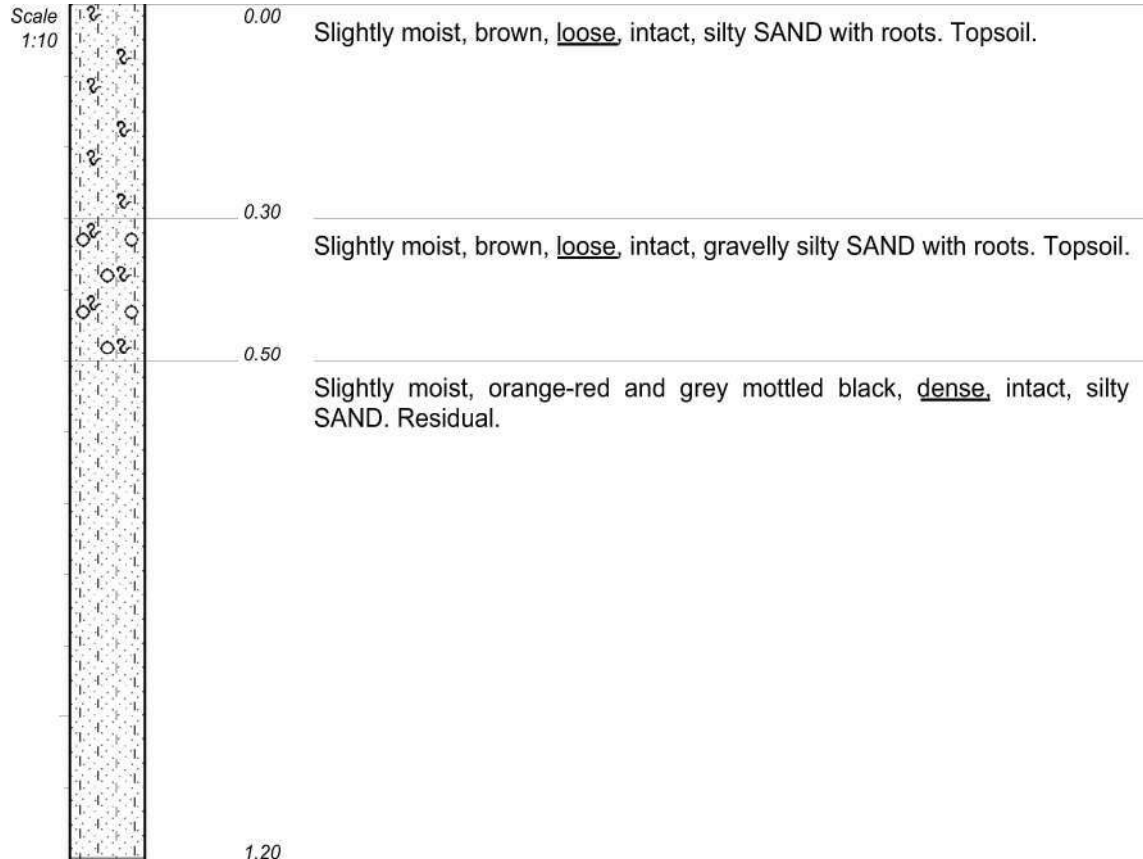 Scale
1:10
0.00
Slightly moist, brown, loose, intact, silty SAND with roots. Topsoil.
0.30
Slightly moist, brown, loose, intact, gravelly silty SAND with roots. Topsoil.
0.50
Slightly moist, orange-red and grey mottled black, dense, intact, silty
SAND. Residual.
1.20